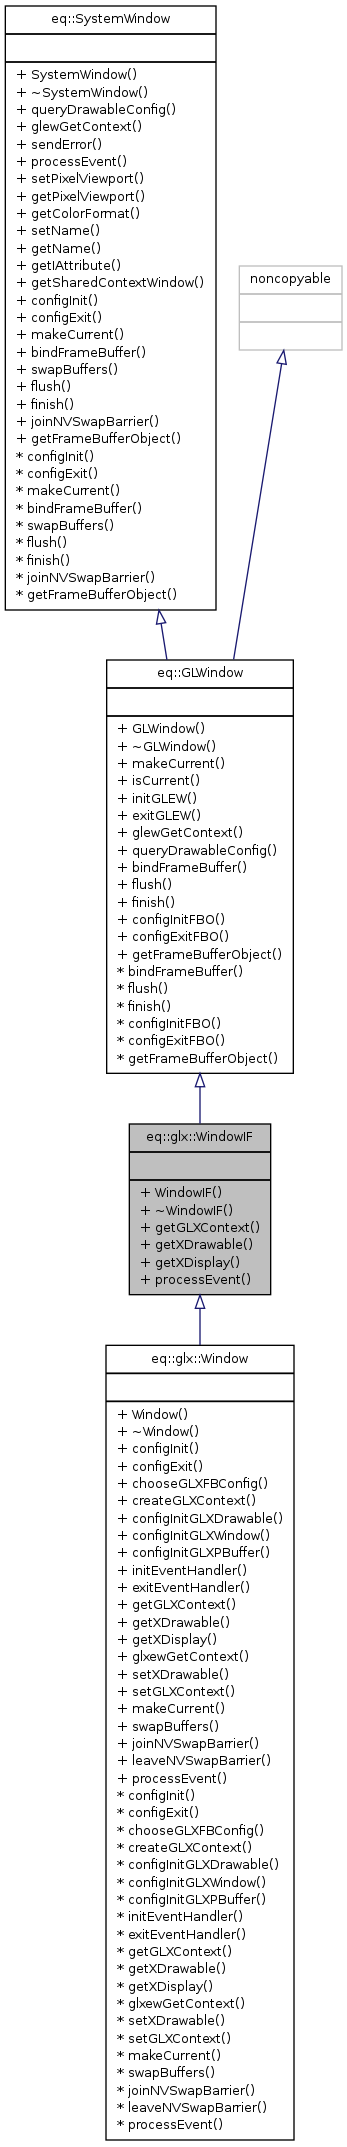 eq::SystemWindow
+ SystemWindow()
+ ~SystemWindow()
+ queryDrawableConfig()
+ glewGetContext()
+ sendError()
+ processEvent()
+ setPixelViewport()
+ getPixelViewport()
+ getColorFormat()
+ setName()
+ getName()
+ getIAttribute()
+ getSharedContextWindow()
+ configInit()
+ configExit()
+ makeCurrent()
+ bindFrameBuffer()
+ swapBuffers()
+ flush()
+ finish()
+ joinNVSwapBarrier()
+ getFrameBufferObject()
* configInit()
* configExit()
* makeCurrent()
* bindFrameBuffer()
* swapBuffers()
* flush()
* finish()
* joinNVSwapBarrier()
* getFrameBufferObject()
noncopyable
eq::GLWindow
+ GLWindow()
+ ~GLWindow()
+ makeCurrent()
+ isCurrent()
+ initGLEW()
+ exitGLEW()
+ glewGetContext()
+ queryDrawableConfig()
+ bindFrameBuffer()
+ flush()
+ finish()
+ configInitFBO()
+ configExitFBO()
+ getFrameBufferObject()
* bindFrameBuffer()
* flush()
* finish()
* configInitFBO()
* configExitFBO()
* getFrameBufferObject()
eq::glx::WindowIF
+ WindowIF()
+ ~WindowIF()
+ getGLXContext()
+ getXDrawable()
+ getXDisplay()
+ processEvent()
eq::glx::Window
+ Window()
+ ~Window()
+ configInit()
+ configExit()
+ chooseGLXFBConfig()
+ createGLXContext()
+ configInitGLXDrawable()
+ configInitGLXWindow()
+ configInitGLXPBuffer()
+ initEventHandler()
+ exitEventHandler()
+ getGLXContext()
+ getXDrawable()
+ getXDisplay()
+ glxewGetContext()
+ setXDrawable()
+ setGLXContext()
+ makeCurrent()
+ swapBuffers()
+ joinNVSwapBarrier()
+ leaveNVSwapBarrier()
+ processEvent()
* configInit()
* configExit()
* chooseGLXFBConfig()
* createGLXContext()
* configInitGLXDrawable()
* configInitGLXWindow()
* configInitGLXPBuffer()
* initEventHandler()
* exitEventHandler()
* getGLXContext()
* getXDrawable()
* getXDisplay()
* glxewGetContext()
* setXDrawable()
* setGLXContext()
* makeCurrent()
* swapBuffers()
* joinNVSwapBarrier()
* leaveNVSwapBarrier()
* processEvent()